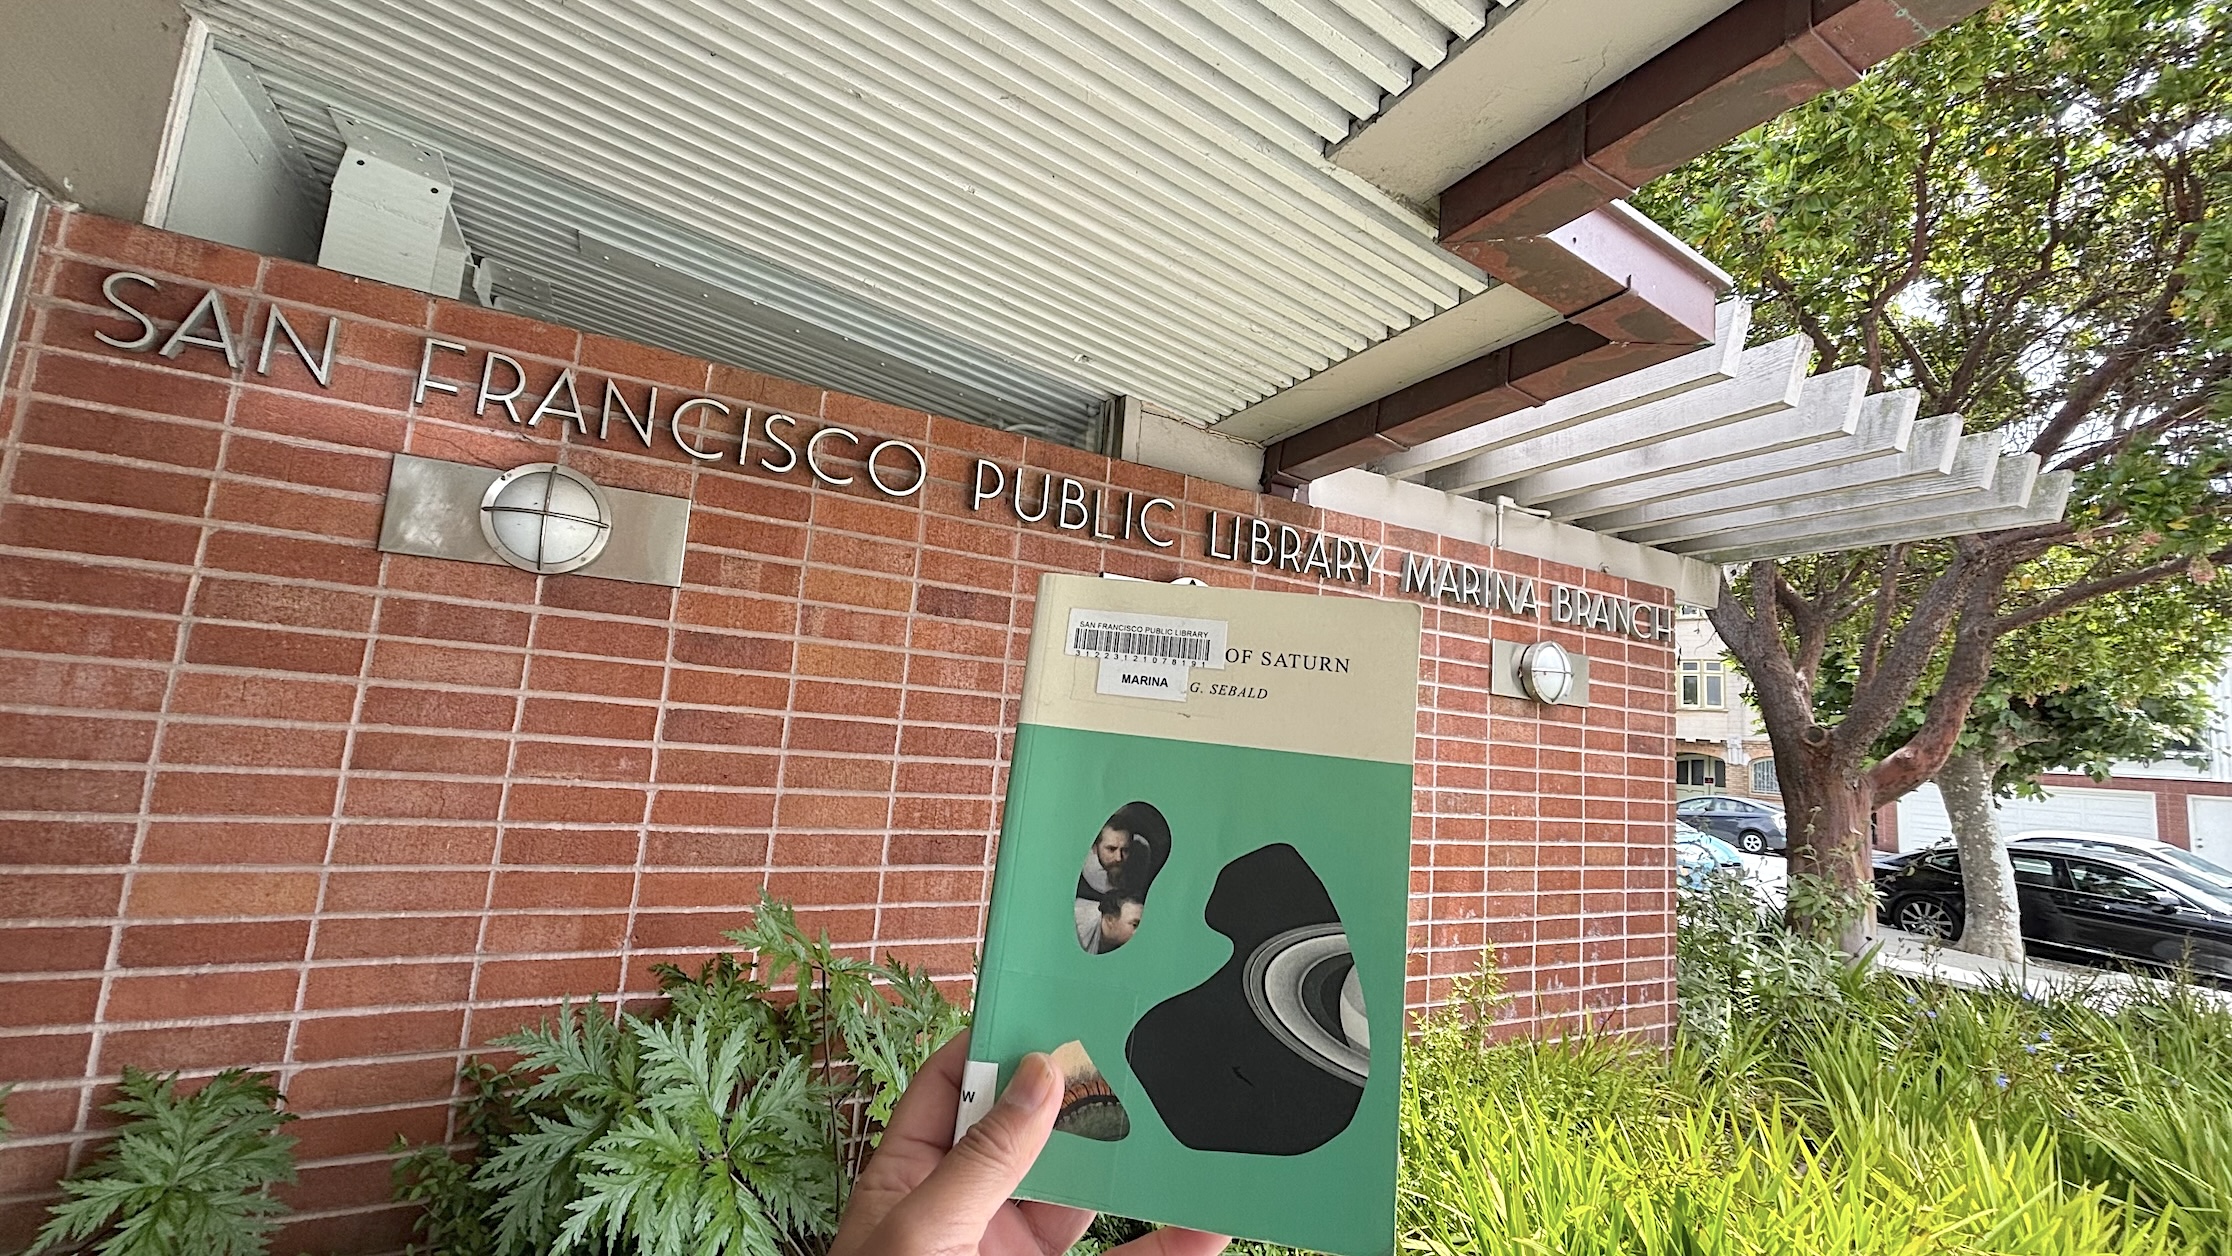 SAN FRANCISCO PUBLIC LIBRARY MARINA BRANCH
SAN FRANCISCO PUBLIC LIBRARY
31223121078191
OF SATURN
MARINA
G. SEBALD
W